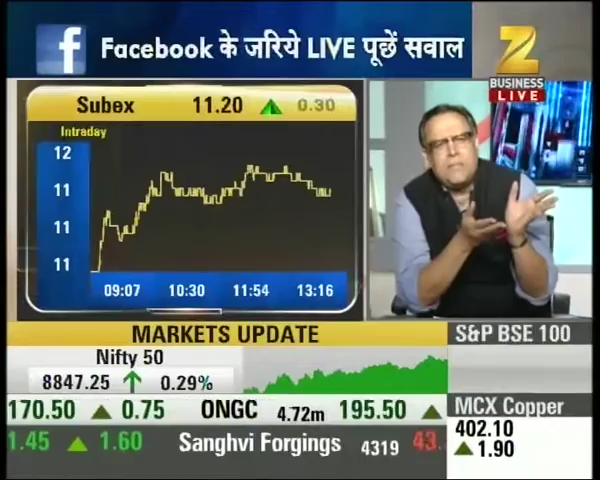 f
Facebook के जरिये LIVE पूछें सवाल
Z
BUSINESS
LIVE
Subex 11.20 0.30
Intraday
12
11
11
11
09:07 10:30 11:54 13:16
MARKETS UPDATE
Nifty 50
8847.25 0.29%
S&P BSE 100
170.50 0.75 ONGC 4.72m 195.50
MCX Copper
402.10
1.90
1.45 1.60 Sanghvi Forgings 4319 43.